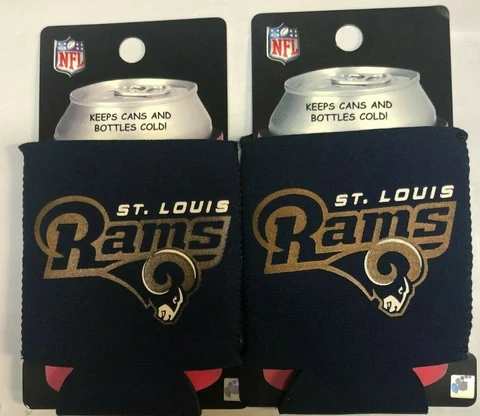 NFL
KEEPS CANS AND
BOTTLES COLD!
ST. LOUIS
Rams
NFL
KEEPS CANS AND
BOTTLES COLD!
ST. LOUIS
Rams